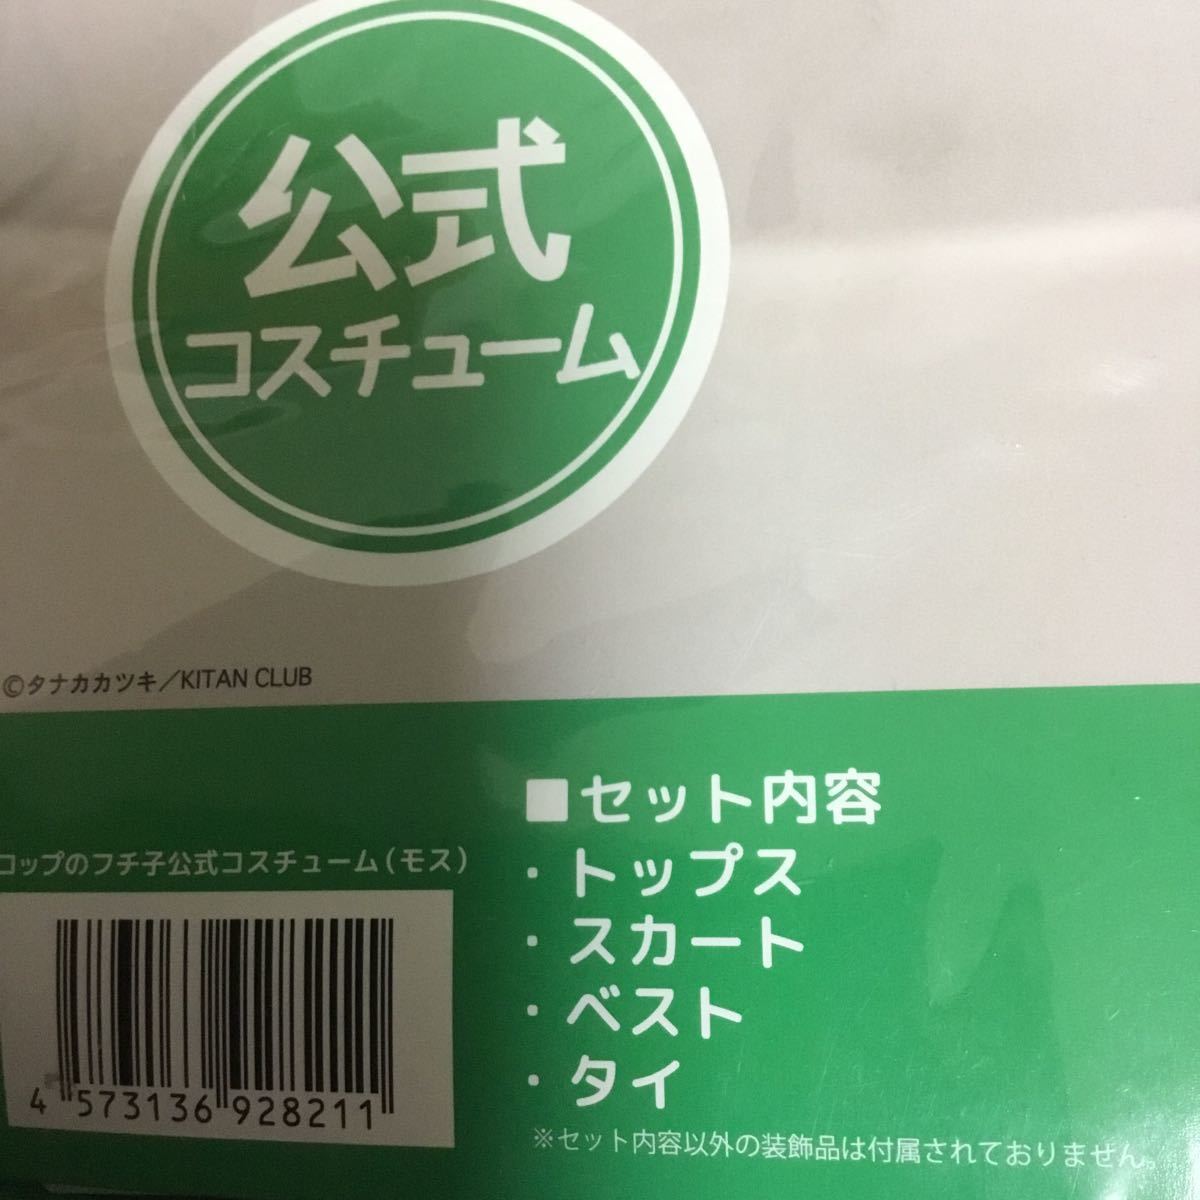 公式
コスチューム
©タナカカツキ／KITAN CLUB
■セット内容
・トップス
・スカート
・ベスト
・タイ
※セット内容以外の装飾品は付属されておりません。
コップのフチ子公式コスチューム(モス)
4 573136 928211